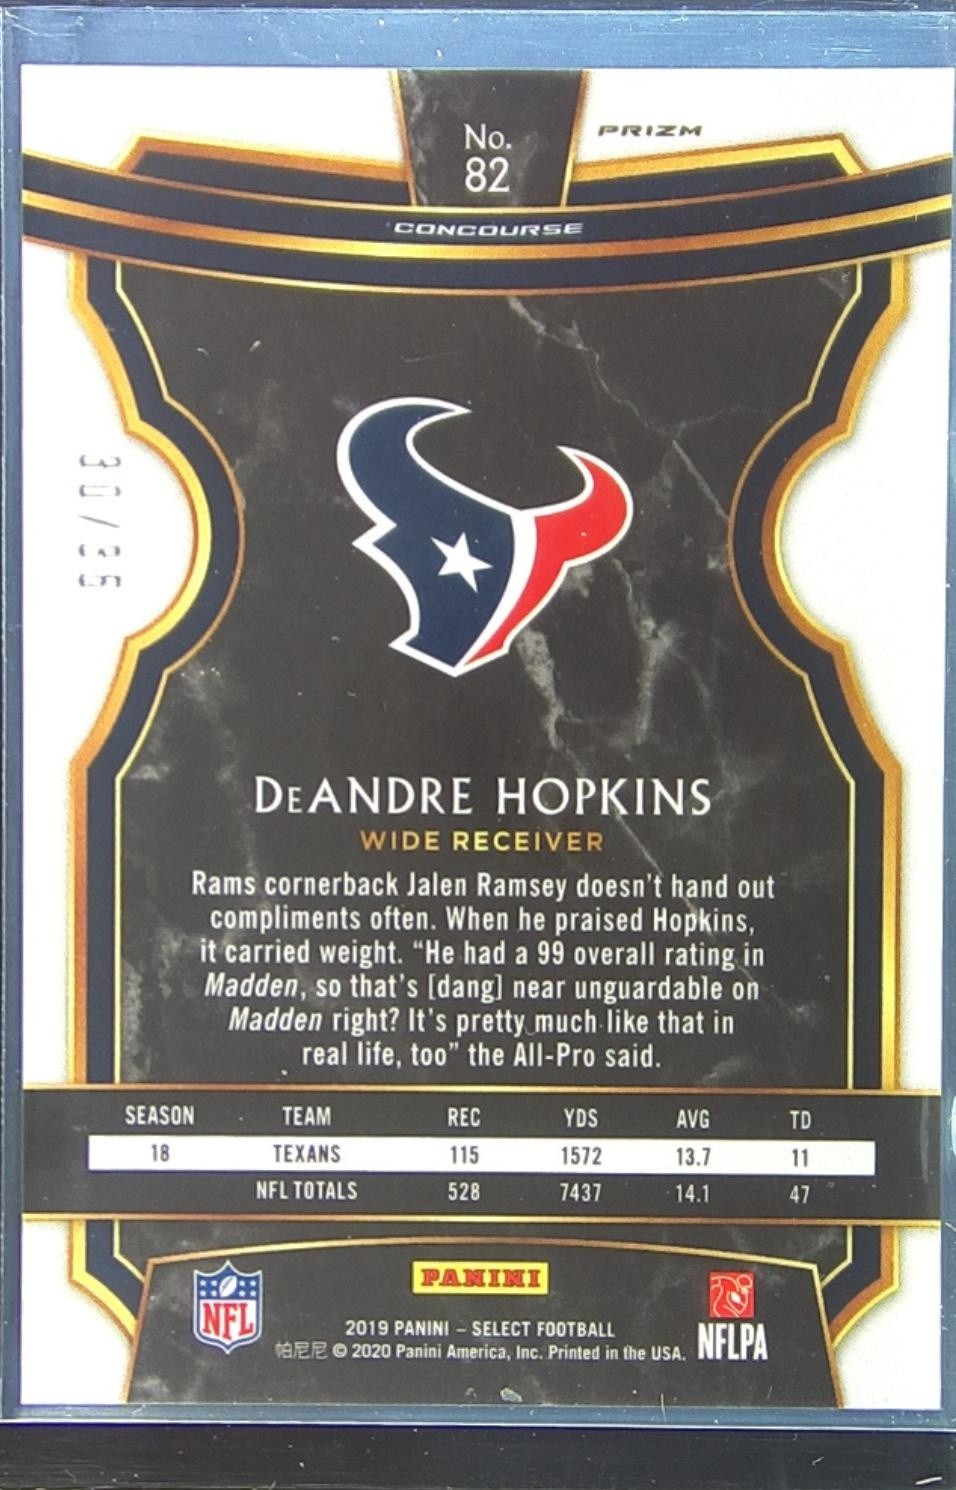 No.
82
PRIZM
CONCOURSE
DeANDRE HOPKINS
WIDE RECEIVER
Rams cornerback Jalen Ramsey doesn't hand out
compliments often. When he praised Hopkins,
it carried weight. “He had a 99 overall rating in
Madden, so that's [dang] near unguardable on
Madden right? It's pretty much like that in
real life, too” the All-Pro said.
SEASON TEAM REC YDS AVG TD
18 TEXANS 115 1572 13.7 11
NFL TOTALS 528 7437 14.1 47
NFL
PANINI
2019 PANINI – SELECT FOOTBALL
帕尼尼 © 2020 Panini America, Inc. Printed in the USA.
NFLPA